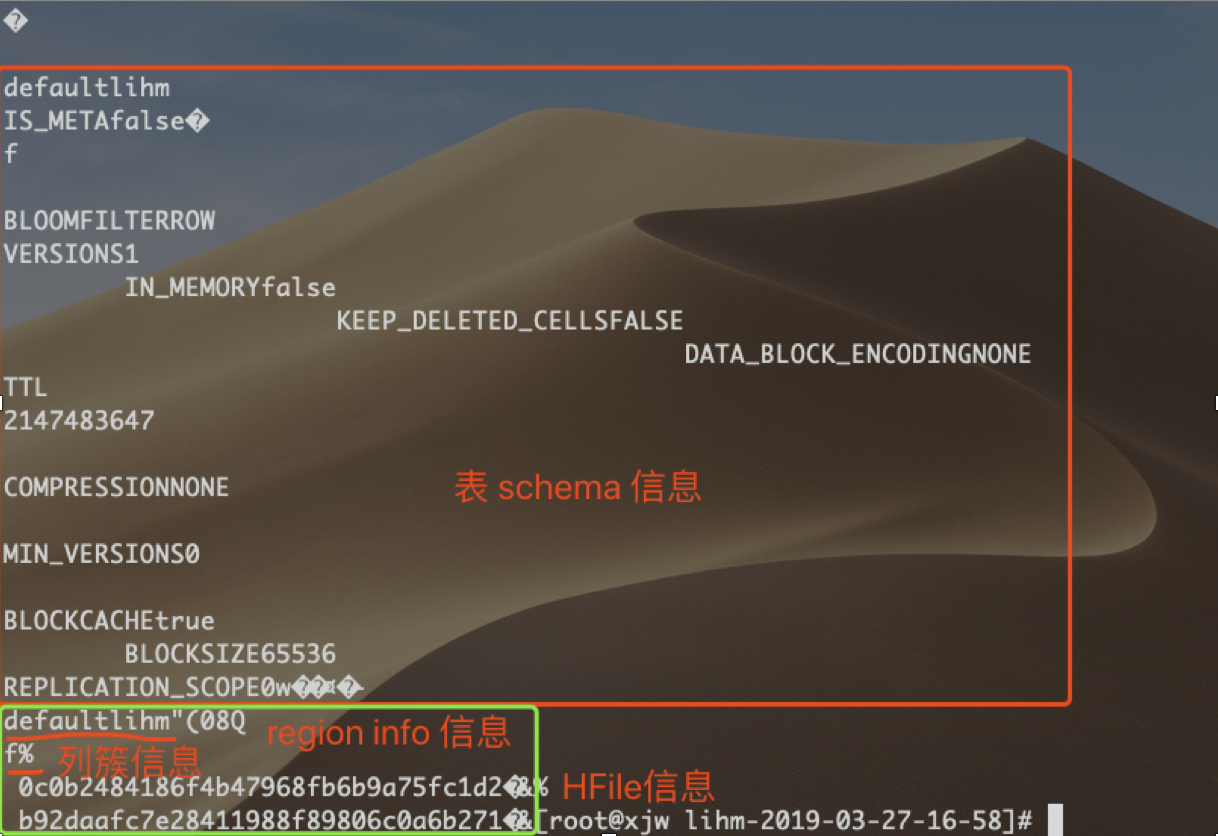 �
defaultlihm
IS_METAfalse�
f
BLOOMFILTERROW
VERSIONS1
IN_MEMORYfalse
KEEP_DELETED_CELLSFALSE
DATA_BLOCK_ENCODINGNONE
TTL
2147483647
COMPRESSIONNONE
表 schema 信息
MIN_VERSIONS0
BLOCKCACHEtrue
BLOCKSIZE65536
REPLICATION_SCOPE0w��¤�
defaultlihm"(08Q
region info 信息
f%
列簇信息
0c0b2484186f4b47968fb6b9a75fc1d2�&%
HFile信息
b92daafc7e28411988f89806c0a6b271�&[root@xjw lihm-2019-03-27-16-58]#